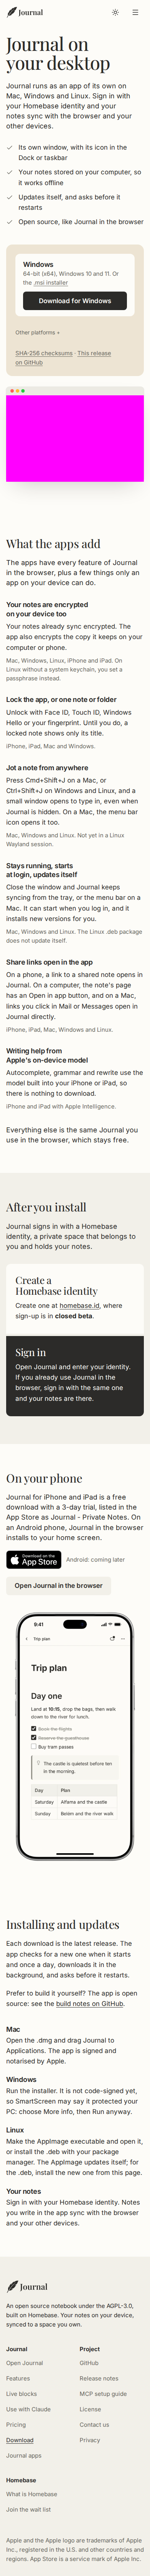 Journal
Journal on
your desktop
Journal runs as an app of its own on
Mac, Windows and Linux. Sign in with
your Homebase identity and your
notes sync with the browser and your
other devices.
Its own window, with its icon in the
Dock or taskbar
Your notes stored on your computer, so
it works offline
Updates itself, and asks before it
restarts
Open source, like Journal in the browser
Windows
64-bit (x64), Windows 10 and 11. Or
the .msi installer
Download for Windows
Other platforms +
SHA-256 checksums · This release
on GitHub
What the apps add
The apps have every feature of Journal
in the browser, plus a few things only an
app on your device can do.
Your notes are encrypted
on your device too
Your notes already sync encrypted. The
app also encrypts the copy it keeps on your
computer or phone.
Mac, Windows, Linux, iPhone and iPad. On
Linux without a system keychain, you set a
passphrase instead.
Lock the app, or one note or folder
Unlock with Face ID, Touch ID, Windows
Hello or your fingerprint. Until you do, a
locked note shows only its title.
iPhone, iPad, Mac and Windows.
Jot a note from anywhere
Press Cmd+Shift+J on a Mac, or
Ctrl+Shift+J on Windows and Linux, and a
small window opens to type in, even when
Journal is hidden. On a Mac, the menu bar
icon opens it too.
Mac, Windows and Linux. Not yet in a Linux
Wayland session.
Stays running, starts
at login, updates itself
Close the window and Journal keeps
syncing from the tray, or the menu bar on a
Mac. It can start when you log in, and it
installs new versions for you.
Mac, Windows and Linux. The Linux .deb package
does not update itself.
Share links open in the app
On a phone, a link to a shared note opens in
Journal. On a computer, the note's page
has an Open in app button, and on a Mac,
links you click in Mail or Messages open in
Journal directly.
iPhone, iPad, Mac, Windows and Linux.
Writing help from
Apple's on-device model
Autocomplete, grammar and rewrite use the
model built into your iPhone or iPad, so
there is nothing to download.
iPhone and iPad with Apple Intelligence.
Everything else is the same Journal you
use in the browser, which stays free.
After you install
Journal signs in with a Homebase
identity, a private space that belongs to
you and holds your notes.
Create a
Homebase identity
Create one at homebase.id, where
sign-up is in closed beta.
Sign in
Open Journal and enter your identity.
If you already use Journal in the
browser, sign in with the same one
and your notes are there.
On your phone
Journal for iPhone and iPad is a free
download with a 3-day trial, listed in the
App Store as Journal - Private Notes. On
an Android phone, Journal in the browser
installs to your home screen.
Download on the
App Store
Android: coming later
Open Journal in the browser
9:41
Trip plan
Trip plan
Day one
Land at 10:15, drop the bags, then walk
down to the river for lunch.
Book the flights
Reserve the guesthouse
Buy tram passes
The castle is quietest before ten
in the morning.
Day Plan
Saturday Alfama and the castle
Sunday Belém and the river walk
Installing and updates
Each download is the latest release. The
app checks for a new one when it starts
and once a day, downloads it in the
background, and asks before it restarts.
Prefer to build it yourself? The app is open
source: see the build notes on GitHub.
Mac
Open the .dmg and drag Journal to
Applications. The app is signed and
notarised by Apple.
Windows
Run the installer. It is not code-signed yet,
so SmartScreen may say it protected your
PC: choose More info, then Run anyway.
Linux
Make the AppImage executable and open it,
or install the .deb with your package
manager. The AppImage updates itself; for
the .deb, install the new one from this page.
Your notes
Sign in with your Homebase identity. Notes
you write in the app sync with the browser
and your other devices.
Journal
An open source notebook under the AGPL-3.0,
built on Homebase. Your notes on your device,
synced to a space you own.
Journal
Open Journal
Features
Live blocks
Use with Claude
Pricing
Download
Journal apps
Project
GitHub
Release notes
MCP setup guide
License
Contact us
Privacy
Homebase
What is Homebase
Join the wait list
Apple and the Apple logo are trademarks of Apple
Inc., registered in the U.S. and other countries and
regions. App Store is a service mark of Apple Inc.